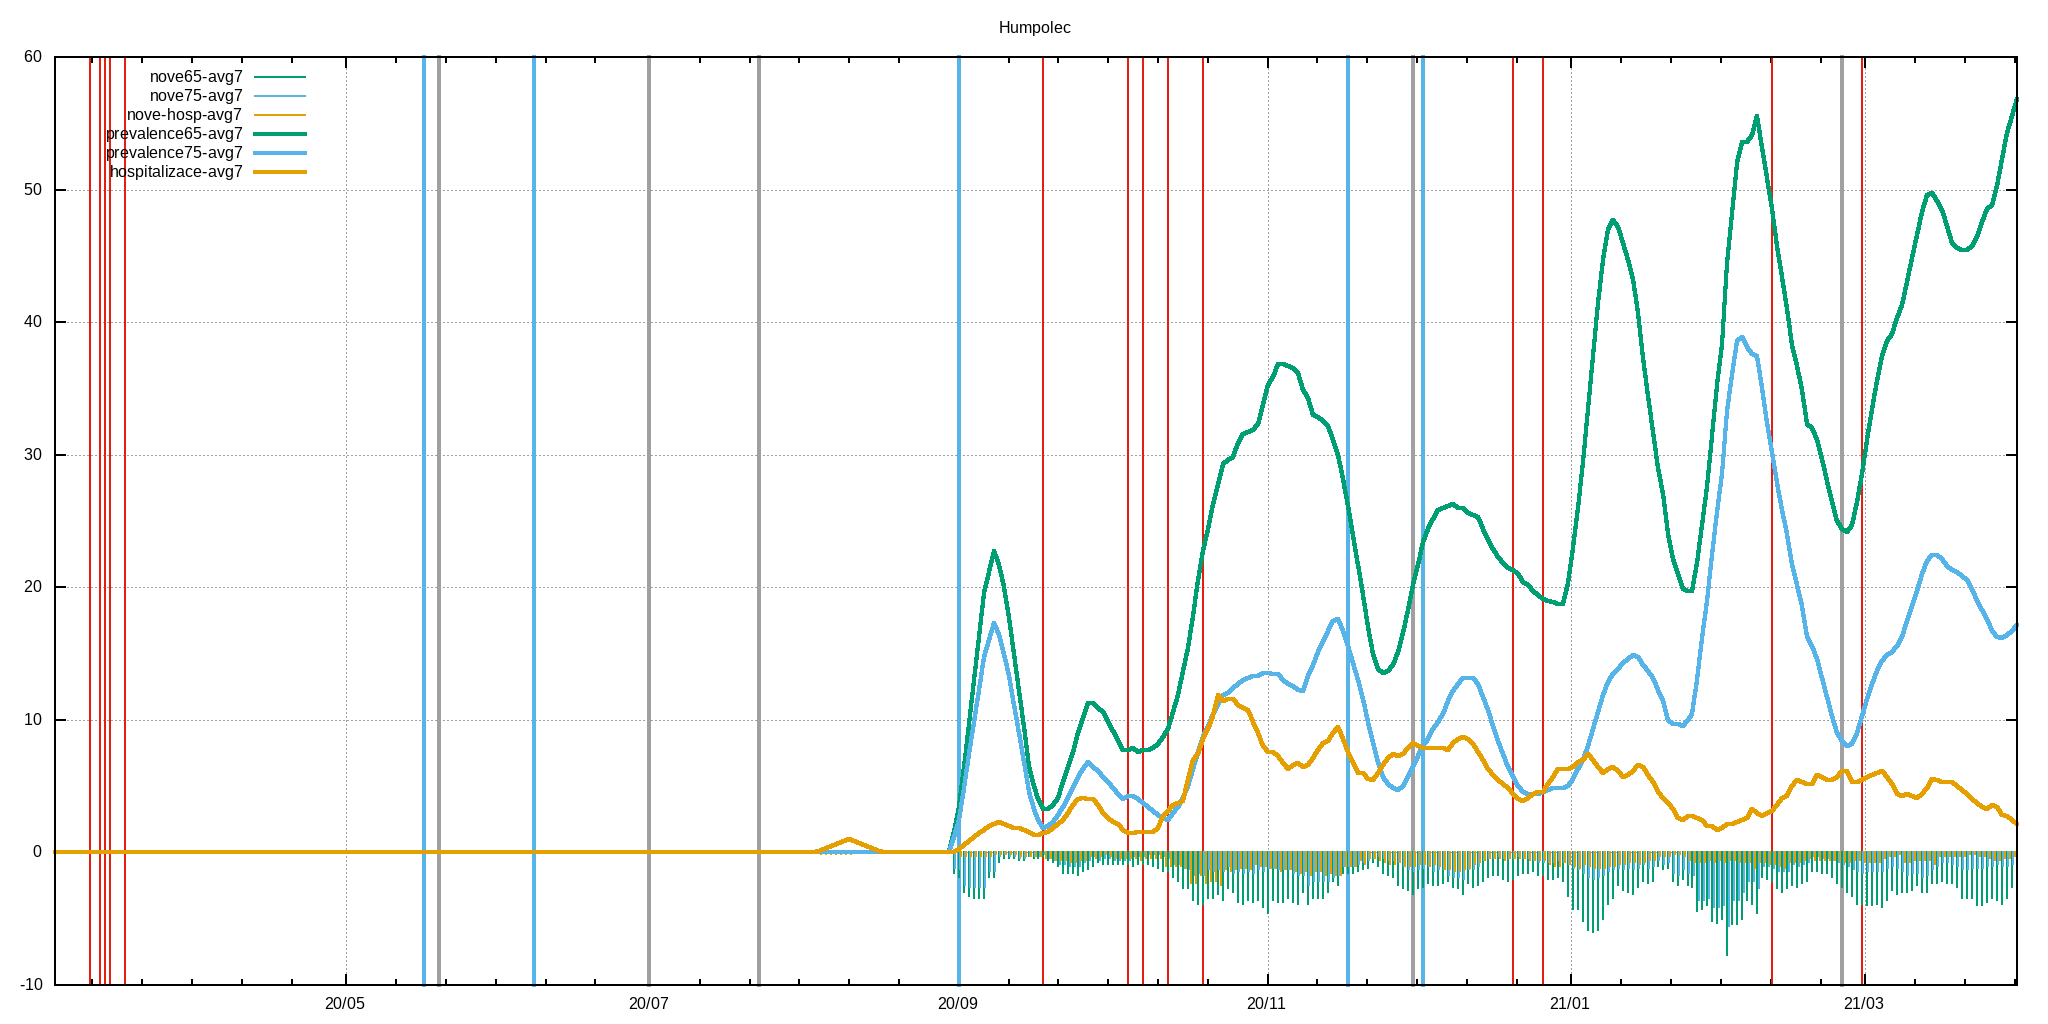 Humpolec
60
nove65-avg7
nove75-avg7
nove-hosp-avg7
prevalence65-avg7
prevalence75-avg7
hospitalizace-avg7
50
40
30
20
10
0
-10
20/05 20/07 20/09 20/11 21/01 21/03